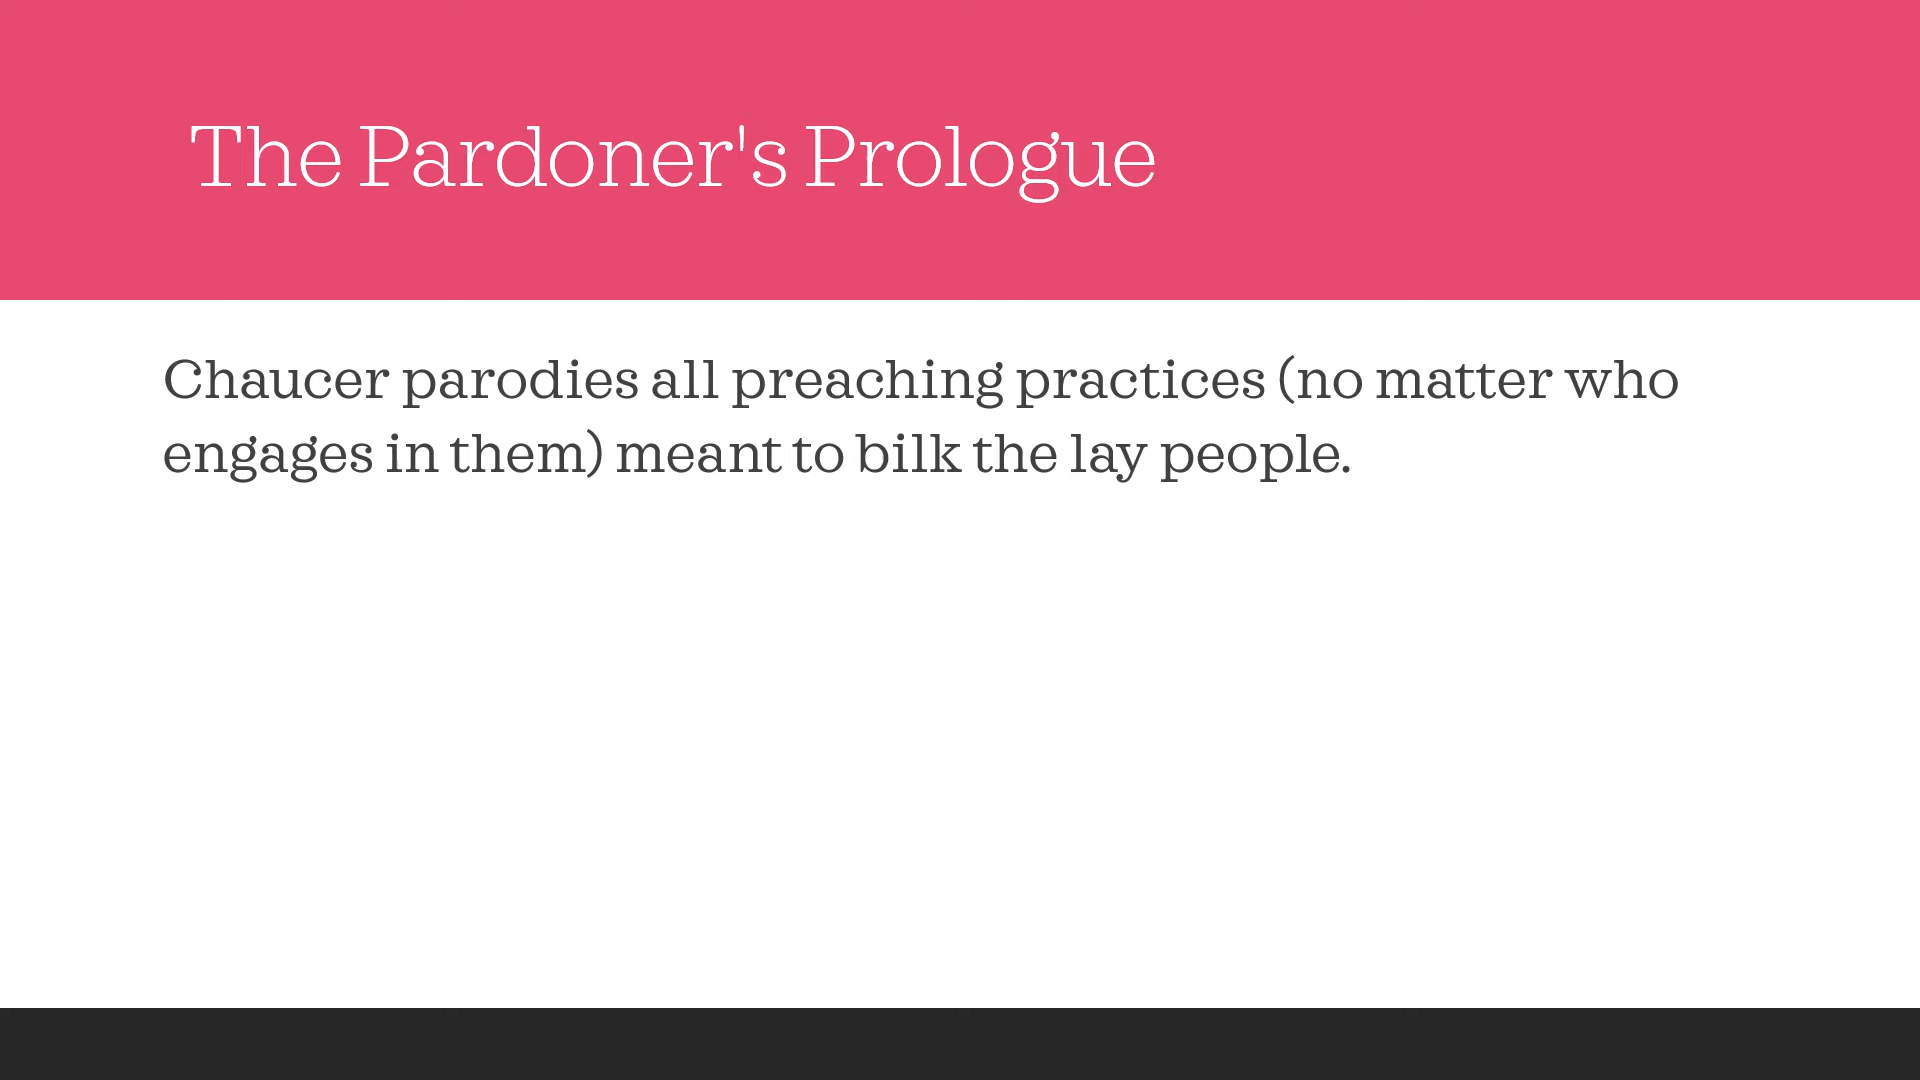 The Pardoner's Prologue
Chaucer parodies all preaching practices (no matter who
engages in them) meant to bilk the lay people.